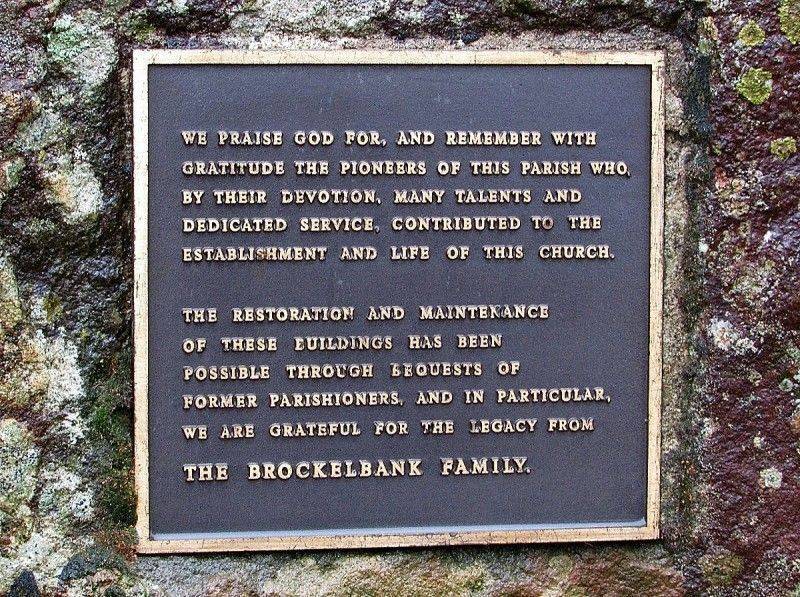 WE PRAISE GOD FOR, AND REMEMBER WITH
GRATITUDE THE PIONEERS OF THIS PARISH WHO,
BY THEIR DEVOTION, MANY TALENTS AND
DEDICATED SERVICE, CONTRIBUTED TO THE
ESTABLISHMENT AND LIFE OF THIS CHURCH.
THE RESTORATION AND MAINTENANCE
OF THESE BUILDINGS HAS BEEN
POSSIBLE THROUGH BEQUESTS OF
FORMER PARISHIONERS, AND IN PARTICULAR,
WE ARE GRATEFUL FOR THE LEGACY FROM
THE BROCKELBANK FAMILY.